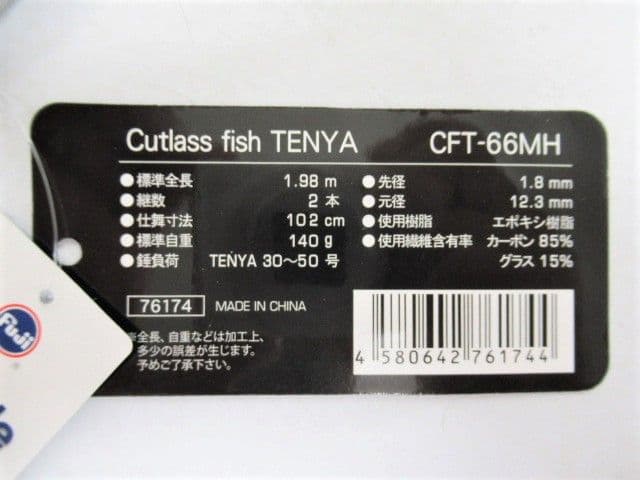 Cutlass fish TENYA CFT-66MH
●標準全長 1.98 m ●先径 1.8 mm
●継数 2 本 ●元径 12.3 mm
●仕舞寸法 102 cm ●使用樹脂 エポキシ樹脂
●標準自重 140 g ●使用繊維含有率 カーボン 85%
●錘負荷 TENYA 30〜50 号 グラス 15%
76174 MADE IN CHINA
※全長、自重などは加工上、
多少の誤差が生じます。
予めご了承下さい。
4 580642 761744
Fuji